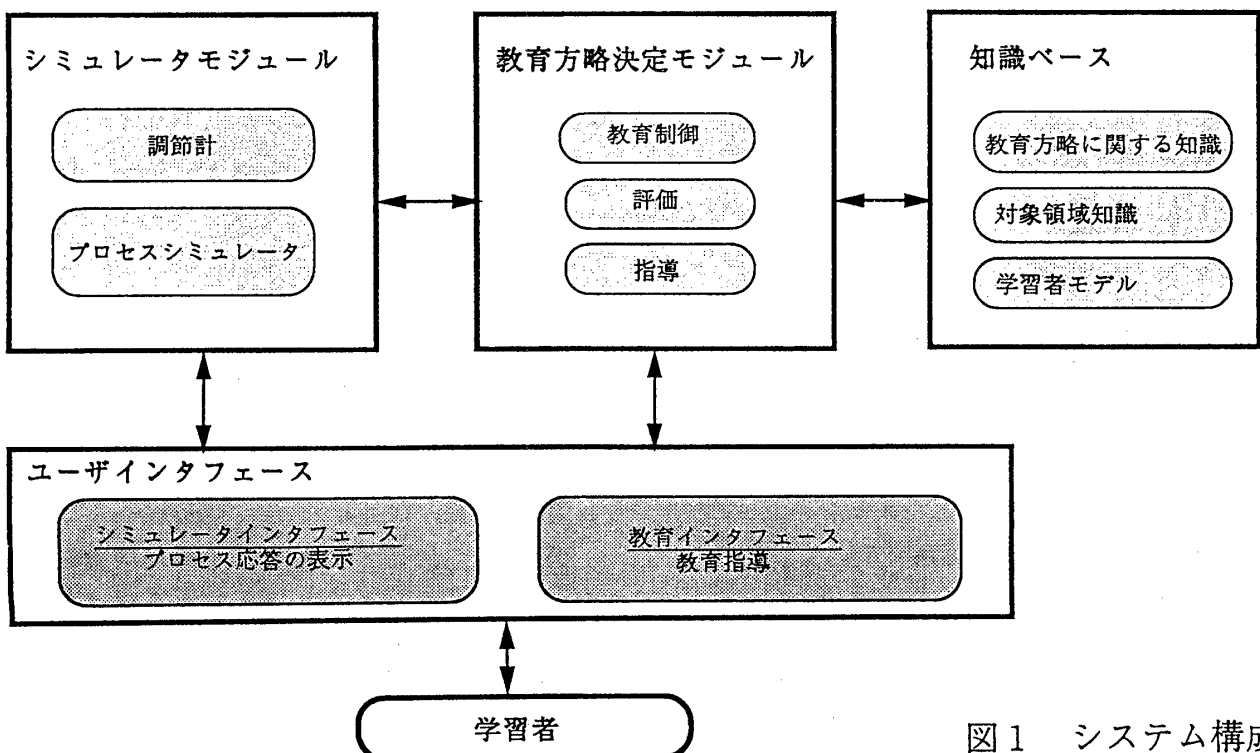 シミュレータモジュール
調節計
プロセスシミュレータ
教育方略決定モジュール
教育制御
評価
指導
知識ベース
教育方略に関する知識
対象領域知識
学習者モデル
ユーザインタフェース
シミュレータインタフェース
プロセス応答の表示
教育インタフェース
教育指導
学習者
図1 システム構成